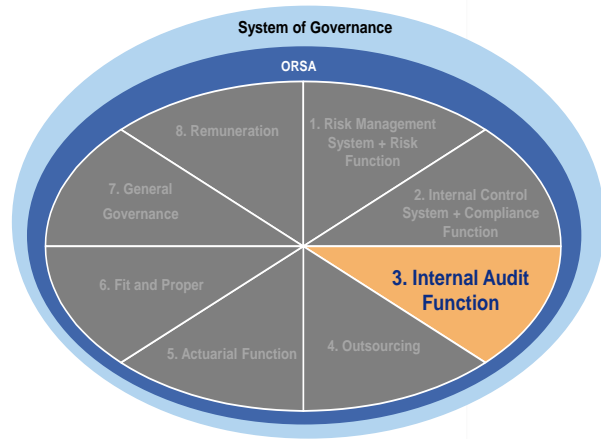 System of Governance
ORSA
8. Remuneration
1. Risk Management
System + Risk
Function
7. General
Governance
2. Internal Control
System + Compliance
Function
3. Internal Audit
Function
6. Fit and Proper
5. Actuarial Function
4. Outsourcing